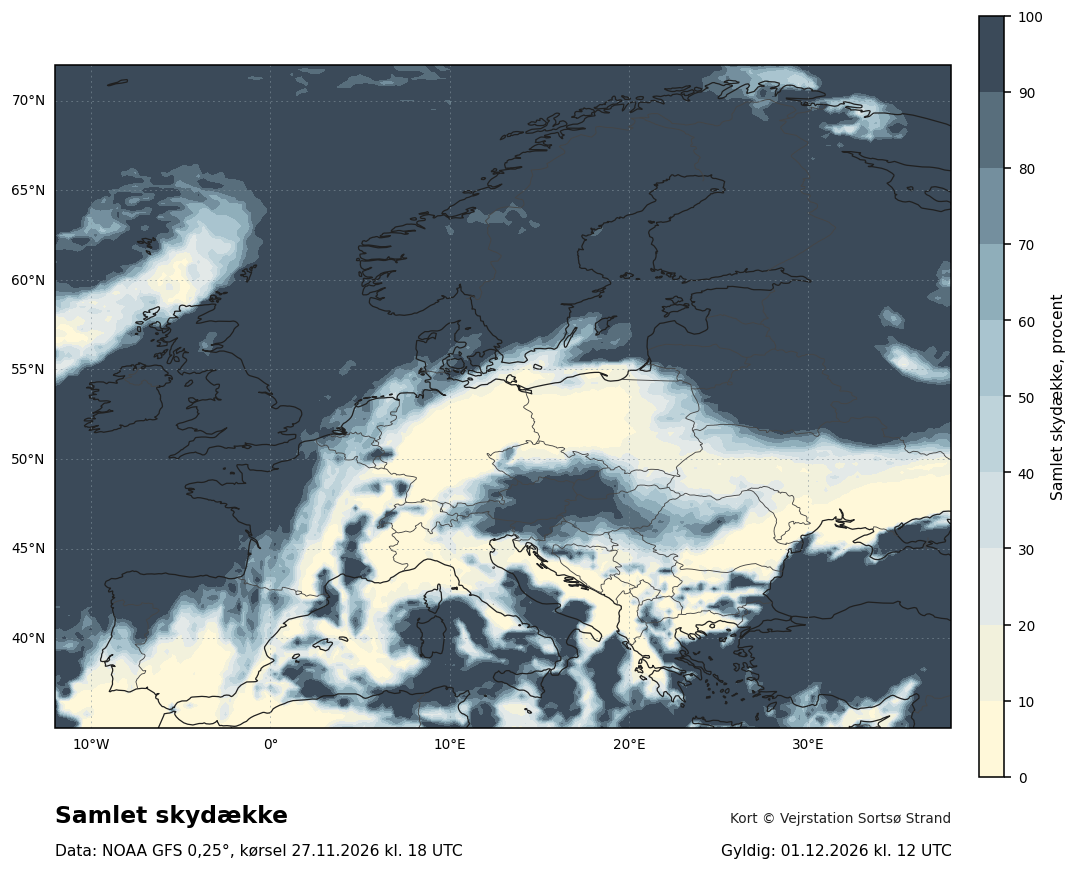 70°N
65°N
60°N
55°N
50°N
45°N
40°N
10°W
0°
10°E
20°E
30°E
100
90
80
70
60
50
40
30
20
10
0
Samlet skydække, procent
Samlet skydække
Kort © Vejrstation Sortsø Strand
Data: NOAA GFS 0,25°, kørsel 27.11.2026 kl. 18 UTC
Gyldig: 01.12.2026 kl. 12 UTC